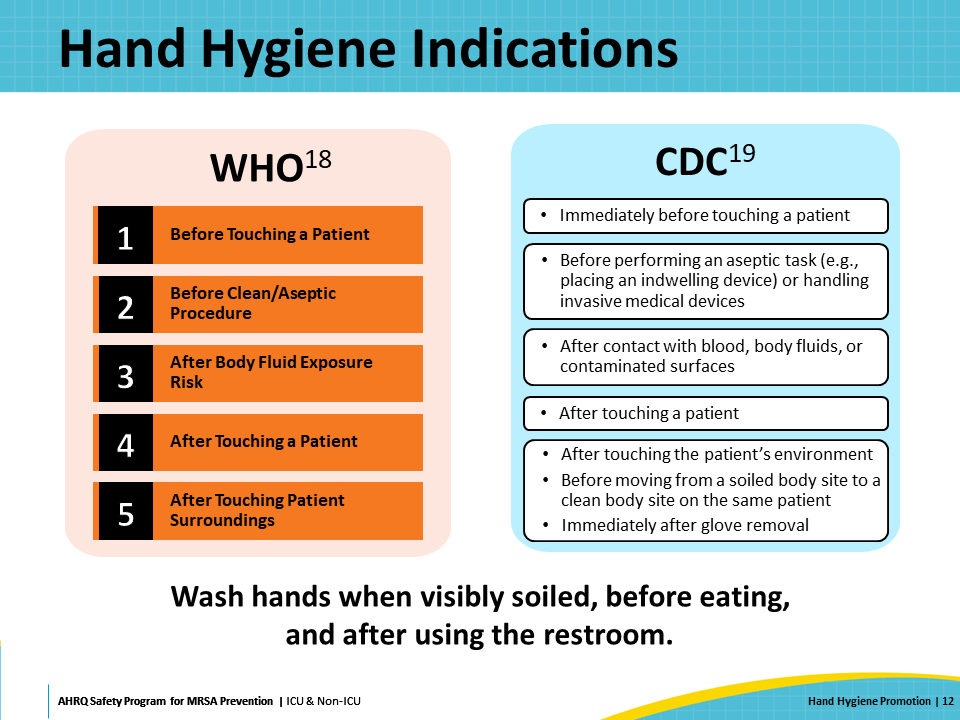 Hand Hygiene Indications
WHO18
1
Before Touching a Patient
2
Before Clean/Aseptic
Procedure
3
After Body Fluid Exposure
Risk
4
After Touching a Patient
5
After Touching Patient
Surroundings
CDC19
• Immediately before touching a patient
• Before performing an aseptic task (e.g.,
placing an indwelling device) or handling
invasive medical devices
• After contact with blood, body fluids, or
contaminated surfaces
• After touching a patient
• After touching the patient’s environment
• Before moving from a soiled body site to a
clean body site on the same patient
• Immediately after glove removal
Wash hands when visibly soiled, before eating,
and after using the restroom.
AHRQ Safety Program for MRSA Prevention | ICU & Non-ICU
Hand Hygiene Promotion | 12